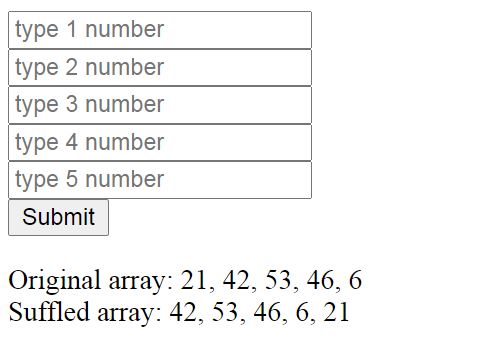 type 1 number
type 2 number
type 3 number
type 4 number
type 5 number
Submit
Original array: 21, 42, 53, 46, 6
Suffled array: 42, 53, 46, 6, 21